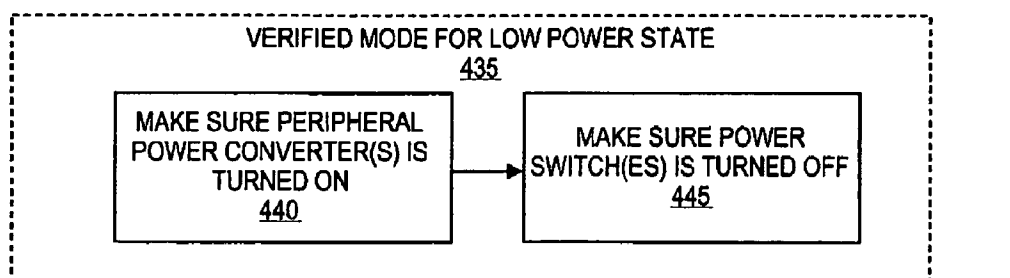 VERIFIED MODE FOR LOW POWER STATE
435
MAKE SURE PERIPHERAL
POWER CONVERTER(S) IS
TURNED ON
440
MAKE SURE POWER
SWITCH(ES) IS TURNED OFF
445